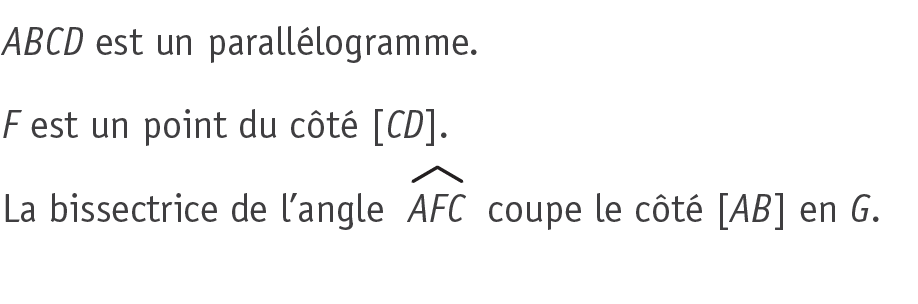 ABCD est un parallélogramme.
F est un point du côté [CD].
La bissectrice de l’angle \widehat{AFC} coupe le côté [AB] en G.